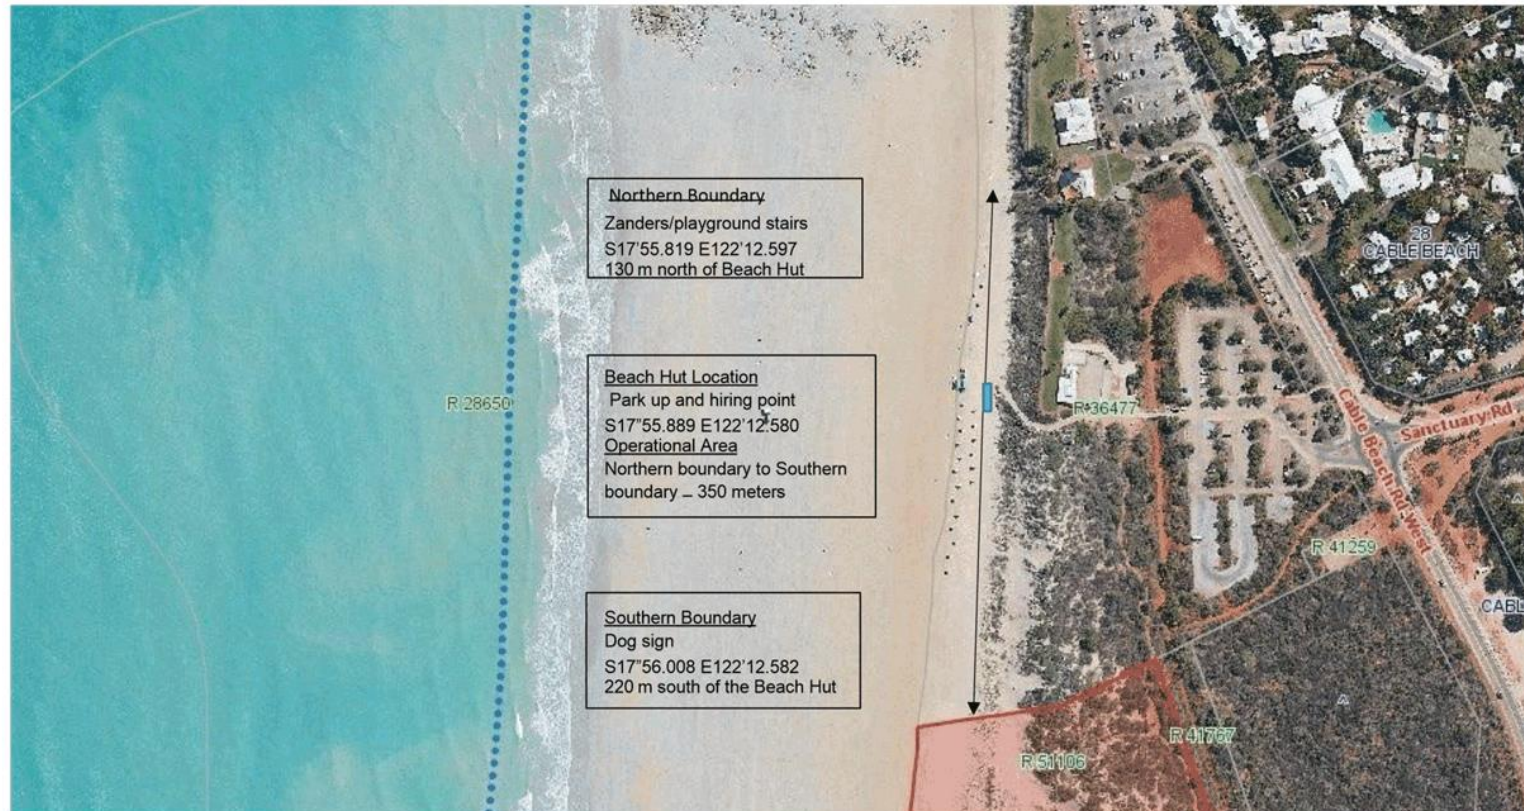 Northern Boundary
Zanders/playground stairs
S17'55.819 E122'12.597
130 m north of Beach Hut
Beach Hut Location
Park up and hiring point
S17"55.889 E122'12.580
Operational Area
Northern boundary to Southern
boundary – 350 meters
Southern Boundary
Dog sign
S17"56.008 E122'12.582
220 m south of the Beach Hut
R 28650
R 36477
28
CABLE BEACH
Sanctuary Rd
Cable Beach Rd West
R 41259
CABL
R 41767
R 51106